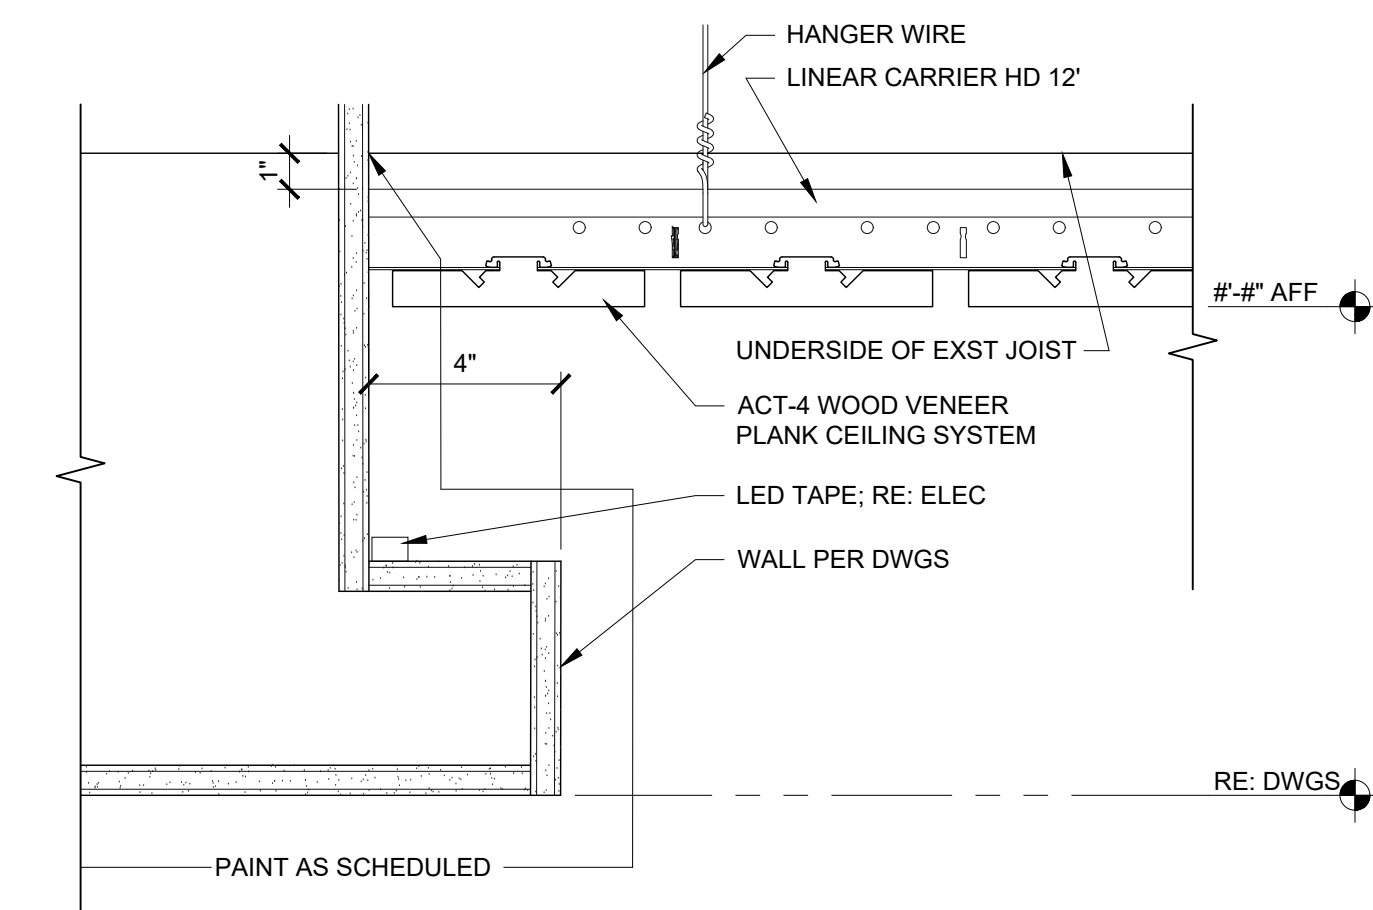 HANGER WIRE
LINEAR CARRIER HD 12'
1"
#'-#" AFF
UNDERSIDE OF EXST JOIST
4"
ACT-4 WOOD VENEER
PLANK CEILING SYSTEM
LED TAPE; RE: ELEC
WALL PER DWGS
RE: DWGS
PAINT AS SCHEDULED